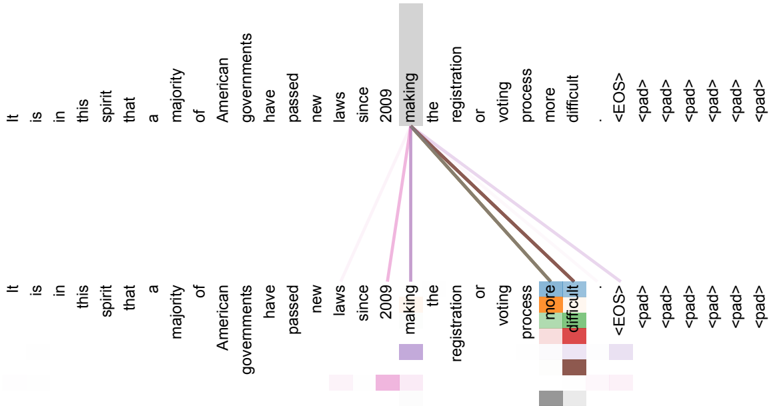 It is in this spirit that a majority of American governments have passed new laws since 2009 making the registration or voting process more difficult . <EOS> <pad> <pad> <pad> <pad> <pad> <pad>
It is in this spirit that a majority of American governments have passed new laws since 2009 making the registration or voting process more difficult . <EOS> <pad> <pad> <pad> <pad> <pad> <pad>